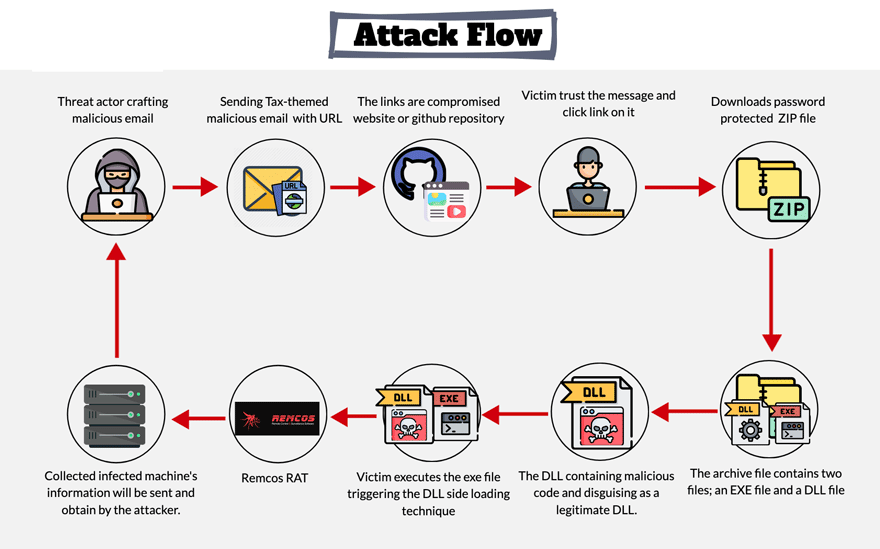 Attack Flow
Threat actor crafting
malicious email
Sending Tax-themed
malicious email with URL
The links are compromised
website or github repository
Victim trust the message and
click link on it
Downloads password
protected ZIP file
URL
ZIP
DLL
EXE
The archive file contains two
files; an EXE file and a DLL file
DLL
The DLL containing malicious
code and disguising as a
legitimate DLL.
DLL
EXE
Victim executes the exe file
triggering the DLL side loading
technique
REMCOS
Remcos RAT
Collected infected machine's
information will be sent and
obtain by the attacker.